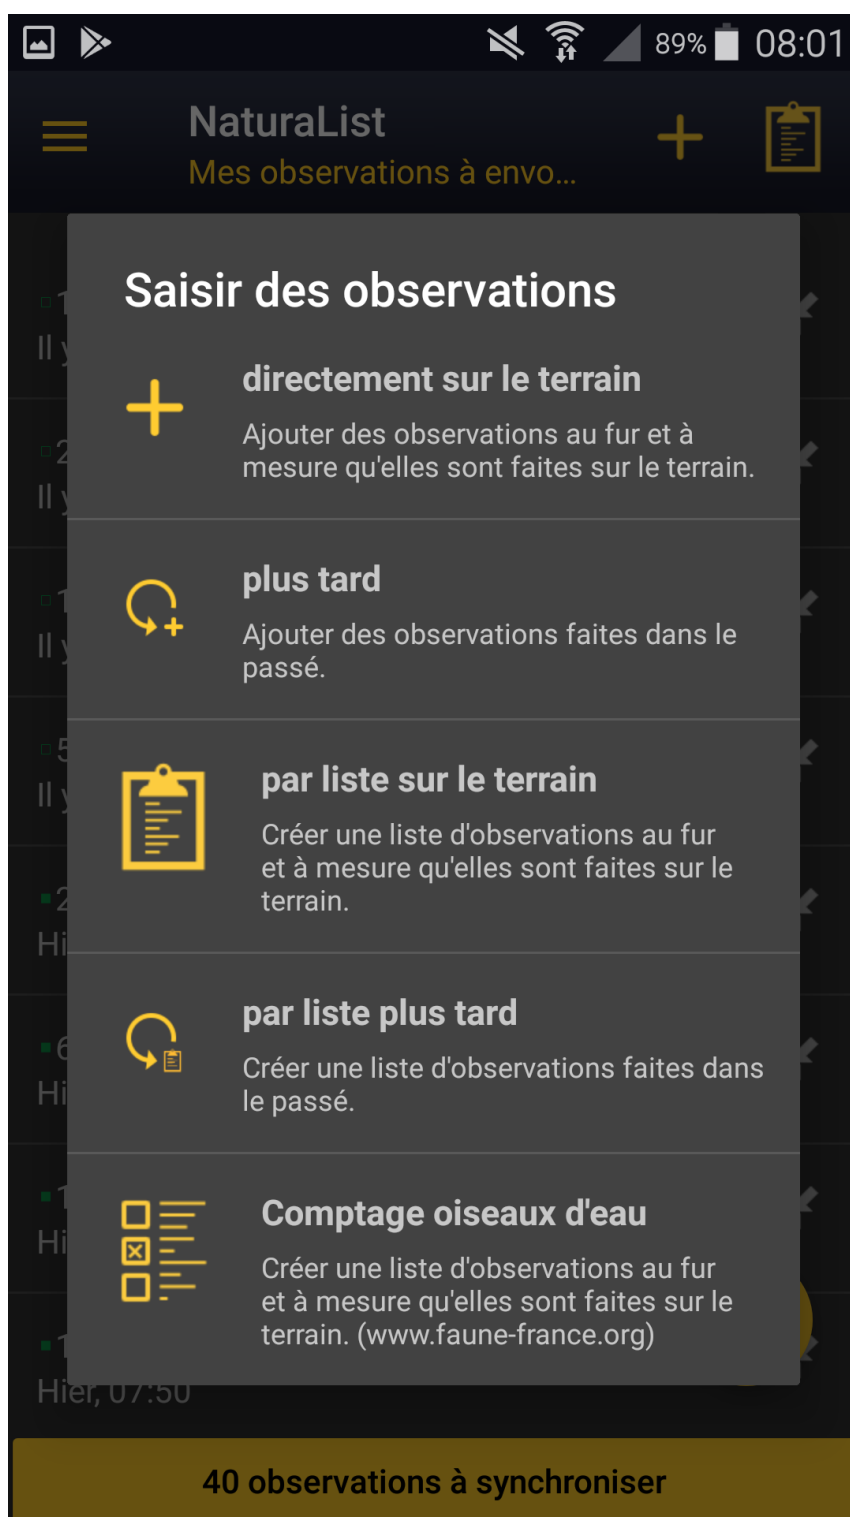 89% 08:01
NaturaList
Mes observations à envo...
Saisir des observations
directement sur le terrain
Ajouter des observations au fur et à
mesure qu'elles sont faites sur le terrain.
plus tard
Ajouter des observations faites dans le
passé.
par liste sur le terrain
Créer une liste d'observations au fur
et à mesure qu'elles sont faites sur le
terrain.
par liste plus tard
Créer une liste d'observations faites dans
le passé.
Comptage oiseaux d'eau
Créer une liste d'observations au fur
et à mesure qu'elles sont faites sur le
terrain. (www.faune-france.org)
Hier, 07:50
40 observations à synchroniser